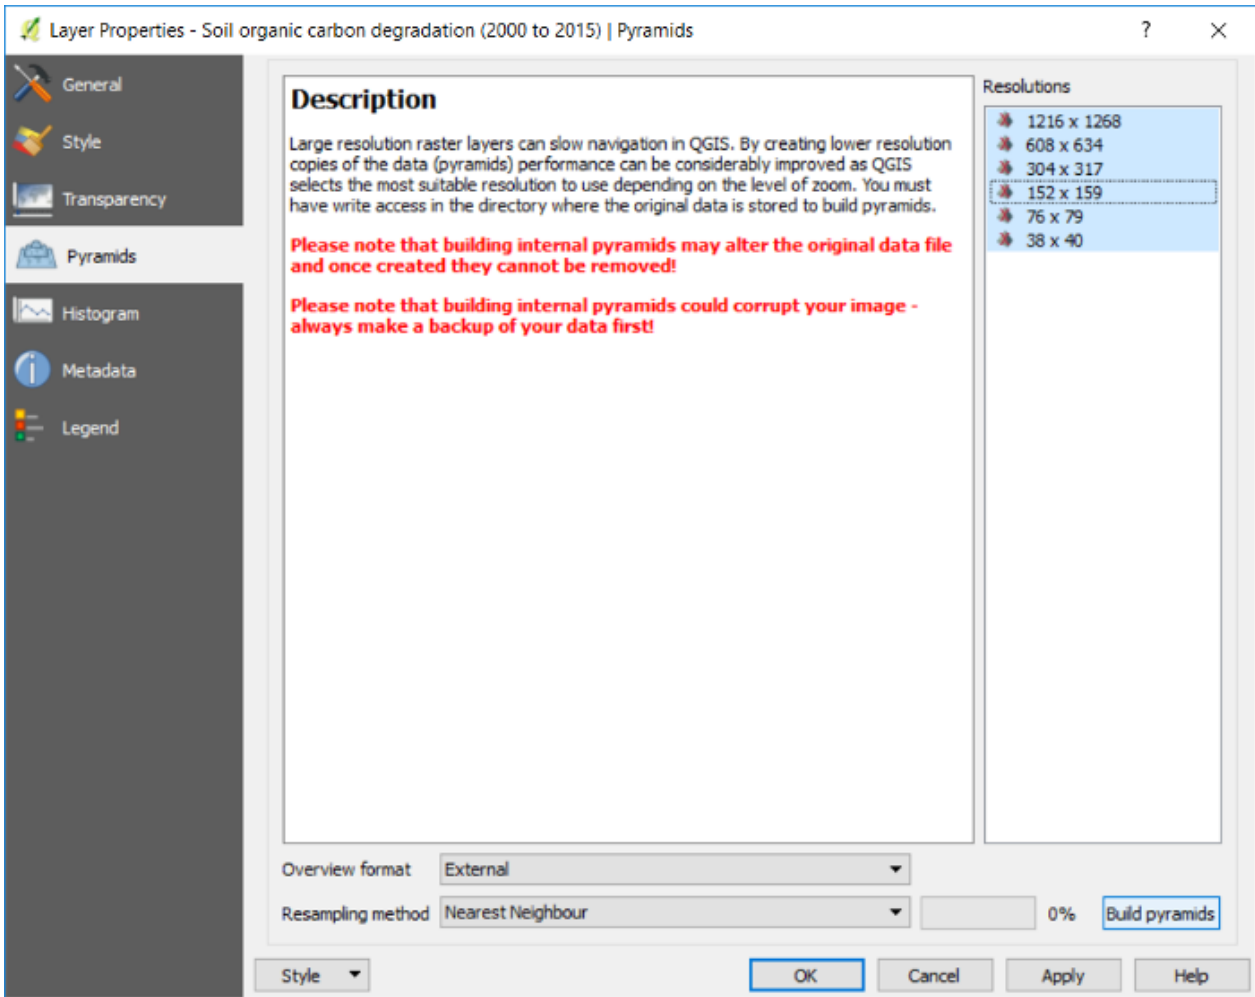 Layer Properties - Soil organic carbon degradation (2000 to 2015) | Pyramids
?
General
Style
Transparency
Pyramids
Histogram
Metadata
Legend
Description
Large resolution raster layers can slow navigation in QGIS. By creating lower resolution
copies of the data (pyramids) performance can be considerably improved as QGIS
selects the most suitable resolution to use depending on the level of zoom. You must
have write access in the directory where the original data is stored to build pyramids.
Please note that building internal pyramids may alter the original data file
and once created they cannot be removed!
Please note that building internal pyramids could corrupt your image -
always make a backup of your data first!
Resolutions
1216 x 1268
608 x 634
304 x 317
152 x 159
76 x 79
38 x 40
Overview format External
Resampling method Nearest Neighbour 0% Build pyramids
Style OK Cancel Apply Help